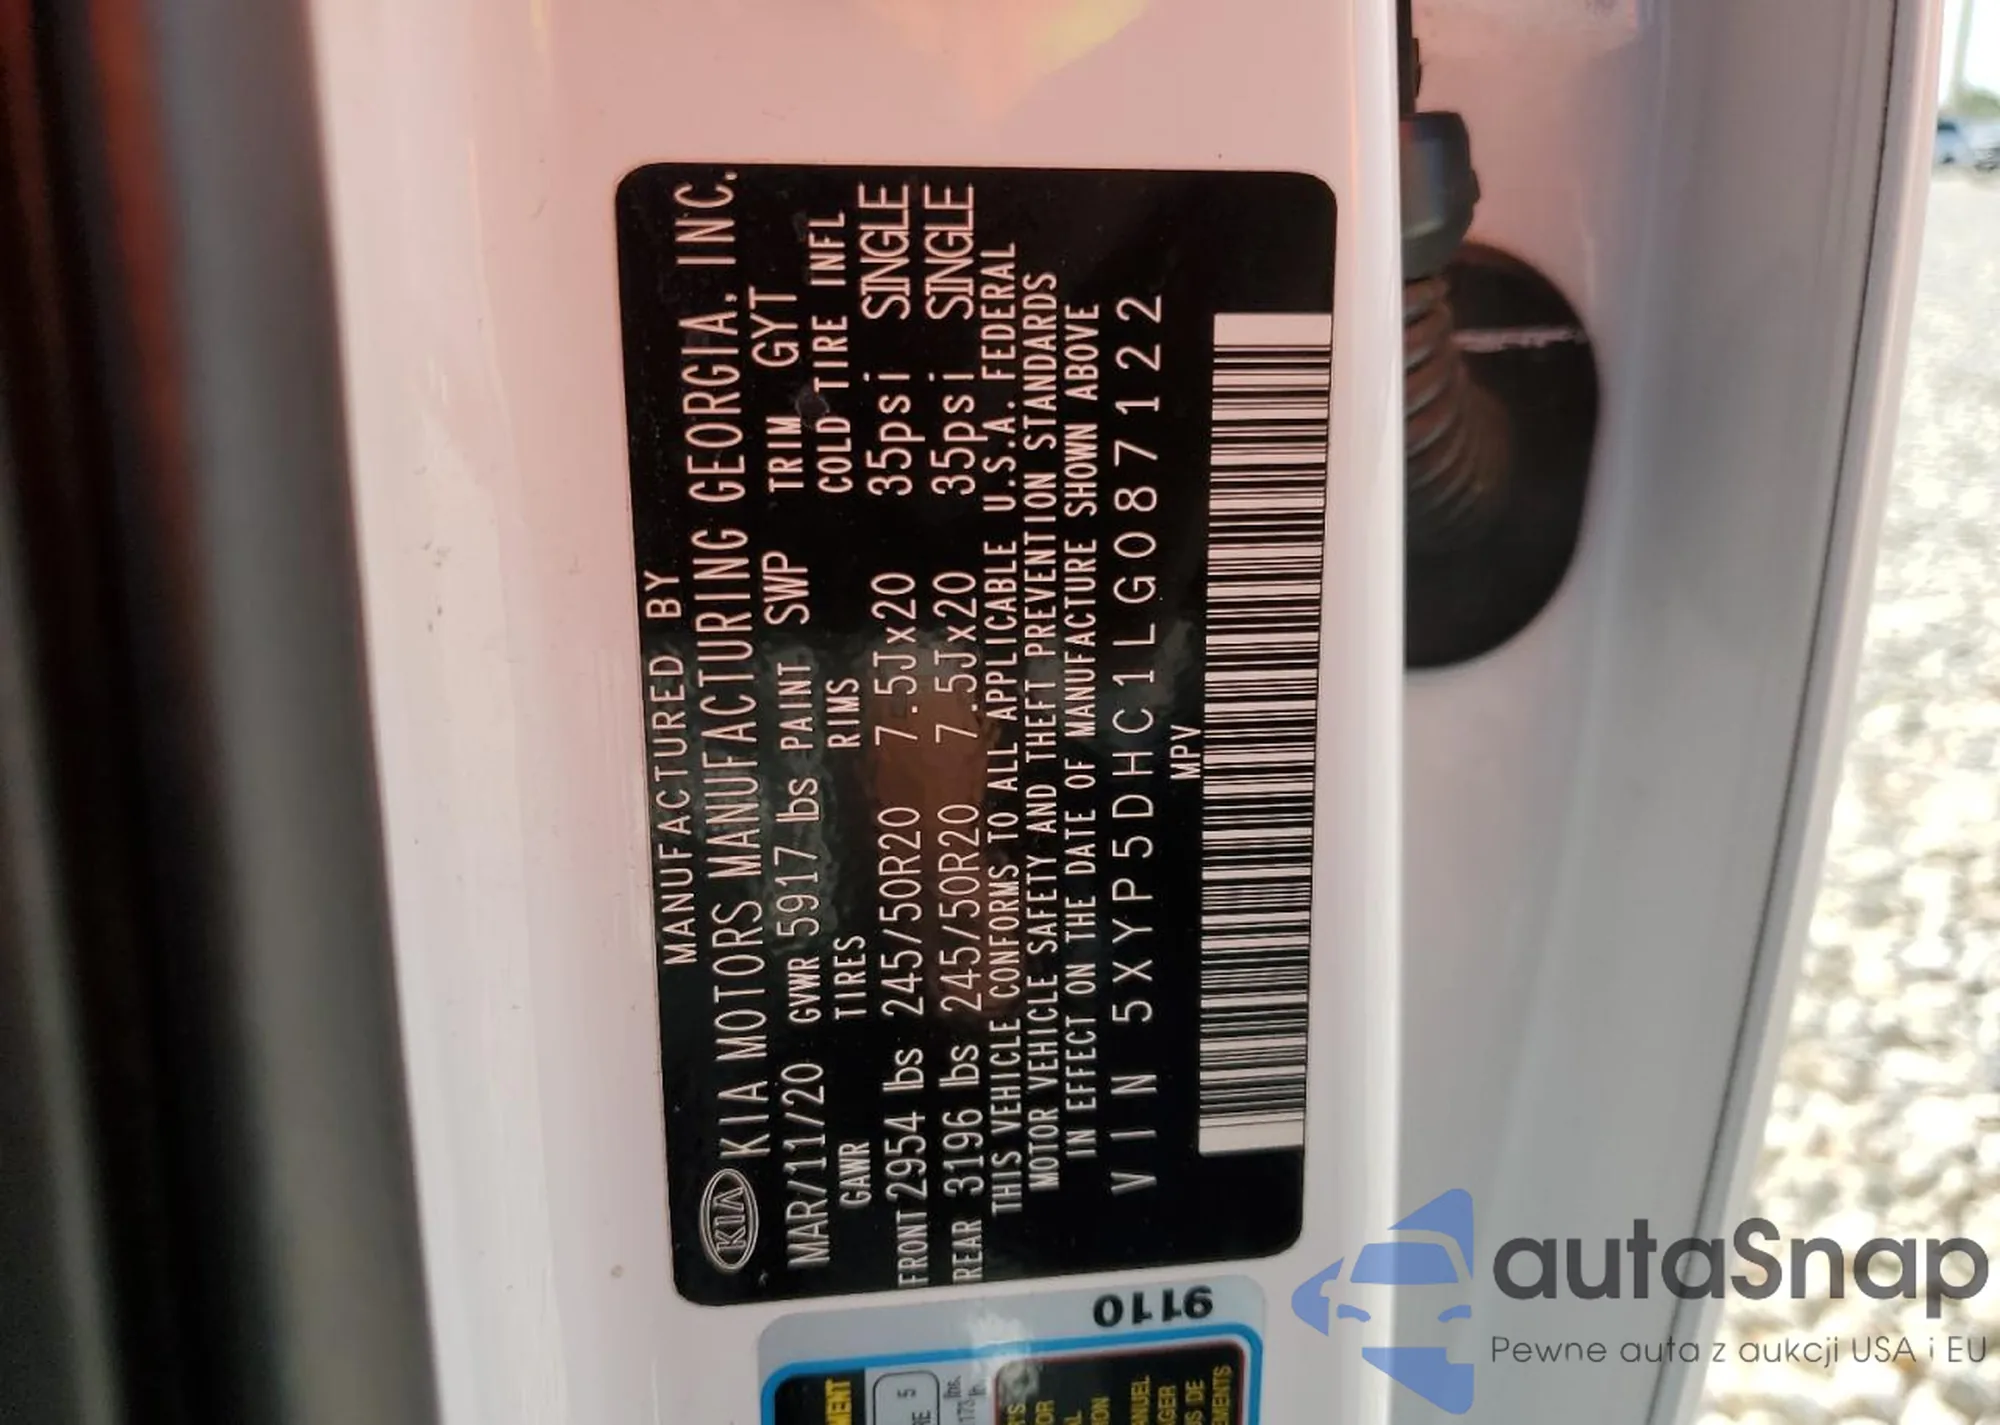 MANUFACTURED BY
KIA KIA MOTORS MANUFACTURING GEORGIA, INC.
MAR/11/20 GVWR 5917 lbs PAINT SWP TRIM GYT
GAWR TIRES RIMS COLD TIRE INFL
FRONT 2954 lbs 245/50R20 7.5Jx20 35psi SINGLE
REAR 3196 lbs 245/50R20 7.5Jx20 35psi SINGLE
THIS VEHICLE CONFORMS TO ALL APPLICABLE U.S.A. FEDERAL
MOTOR VEHICLE SAFETY AND THEFT PREVENTION STANDARDS
IN EFFECT ON THE DATE OF MANUFACTURE SHOWN ABOVE
VIN 5XYP5DHC1LG087122
MPV
9110
5
autaSnap
Pewne auta z aukcji USA i EU